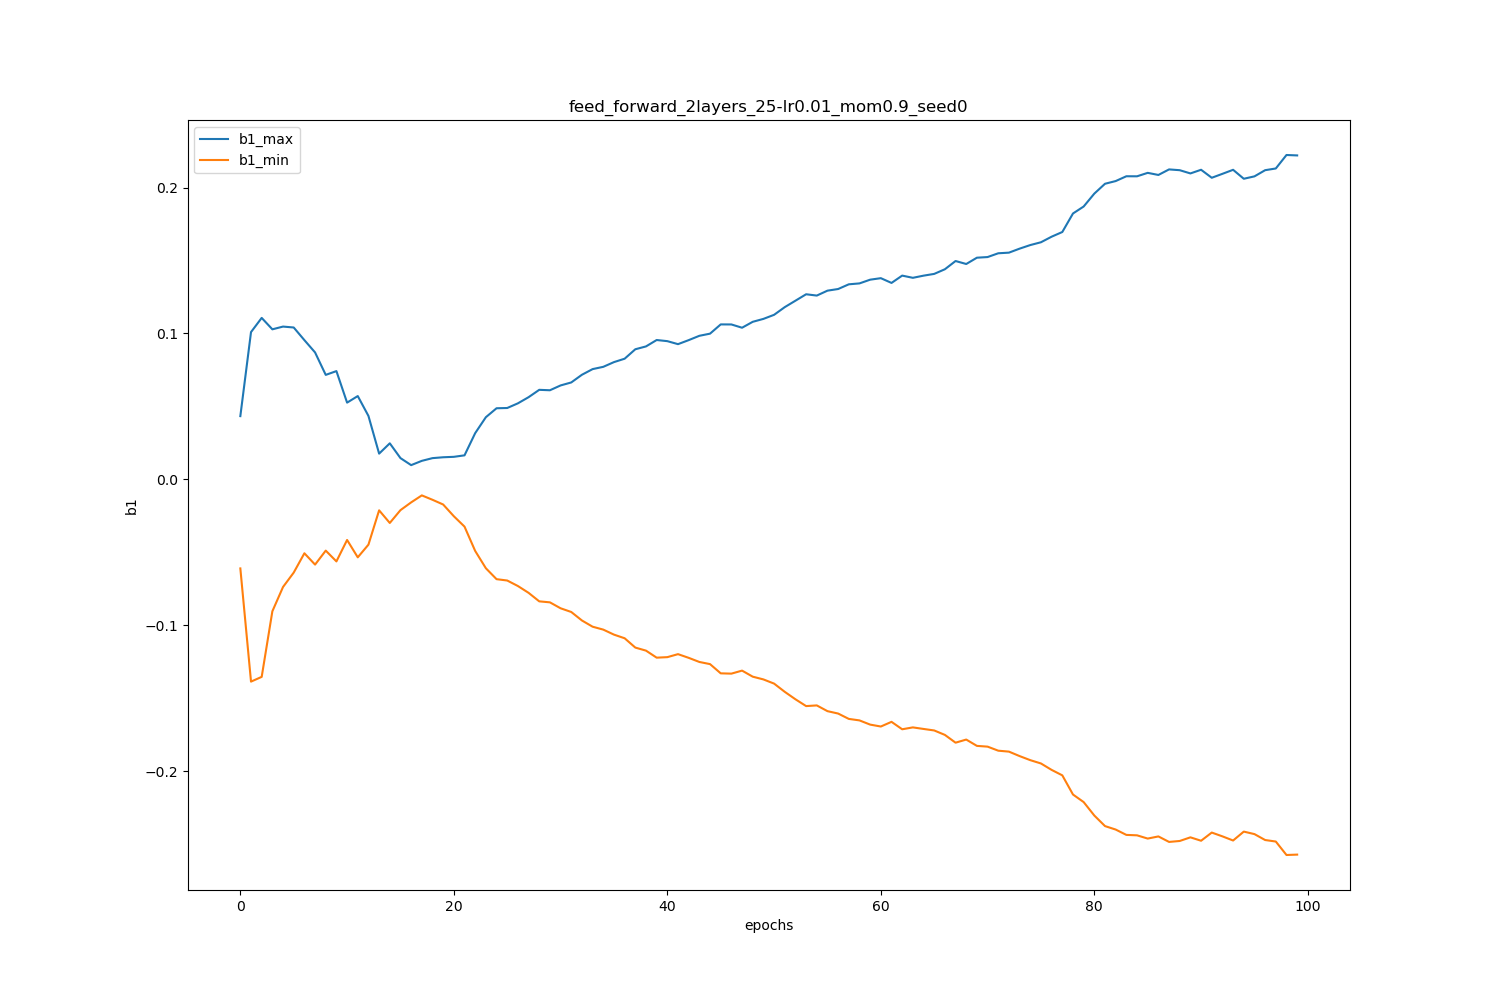 feed_forward_2layers_25-lr0.01_mom0.9_seed0
b1_max
b1_min
0.2
0.1
0.0
−0.1
−0.2
b1
0 20 40 60 80 100
epochs